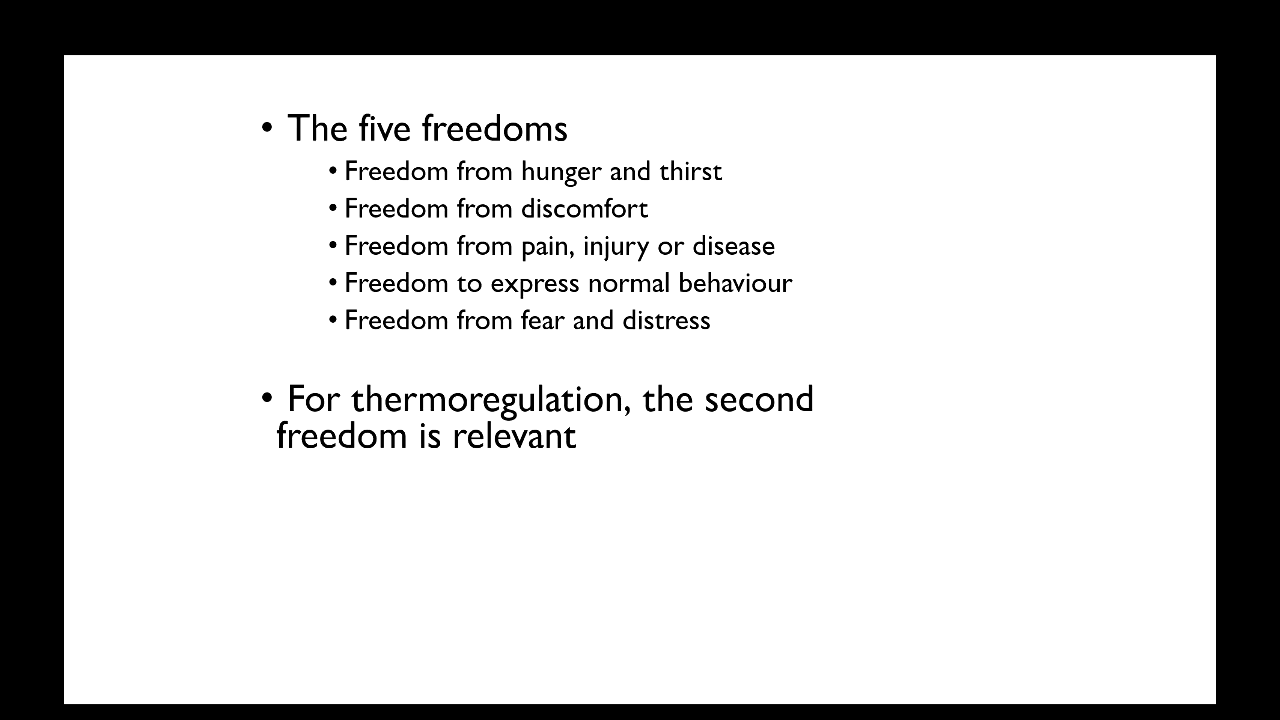 • The five freedoms
• Freedom from hunger and thirst
• Freedom from discomfort
• Freedom from pain, injury or disease
• Freedom to express normal behaviour
• Freedom from fear and distress
• For thermoregulation, the second
freedom is relevant